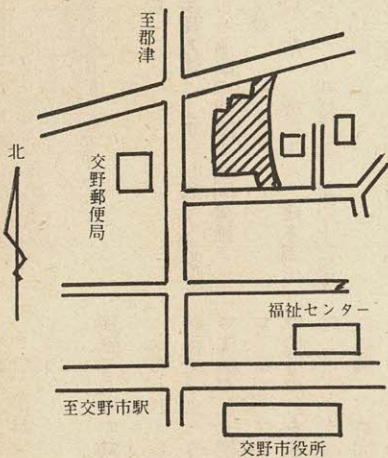 至郡津
北
交野郵便局
福祉センター
至交野市駅
交野市役所